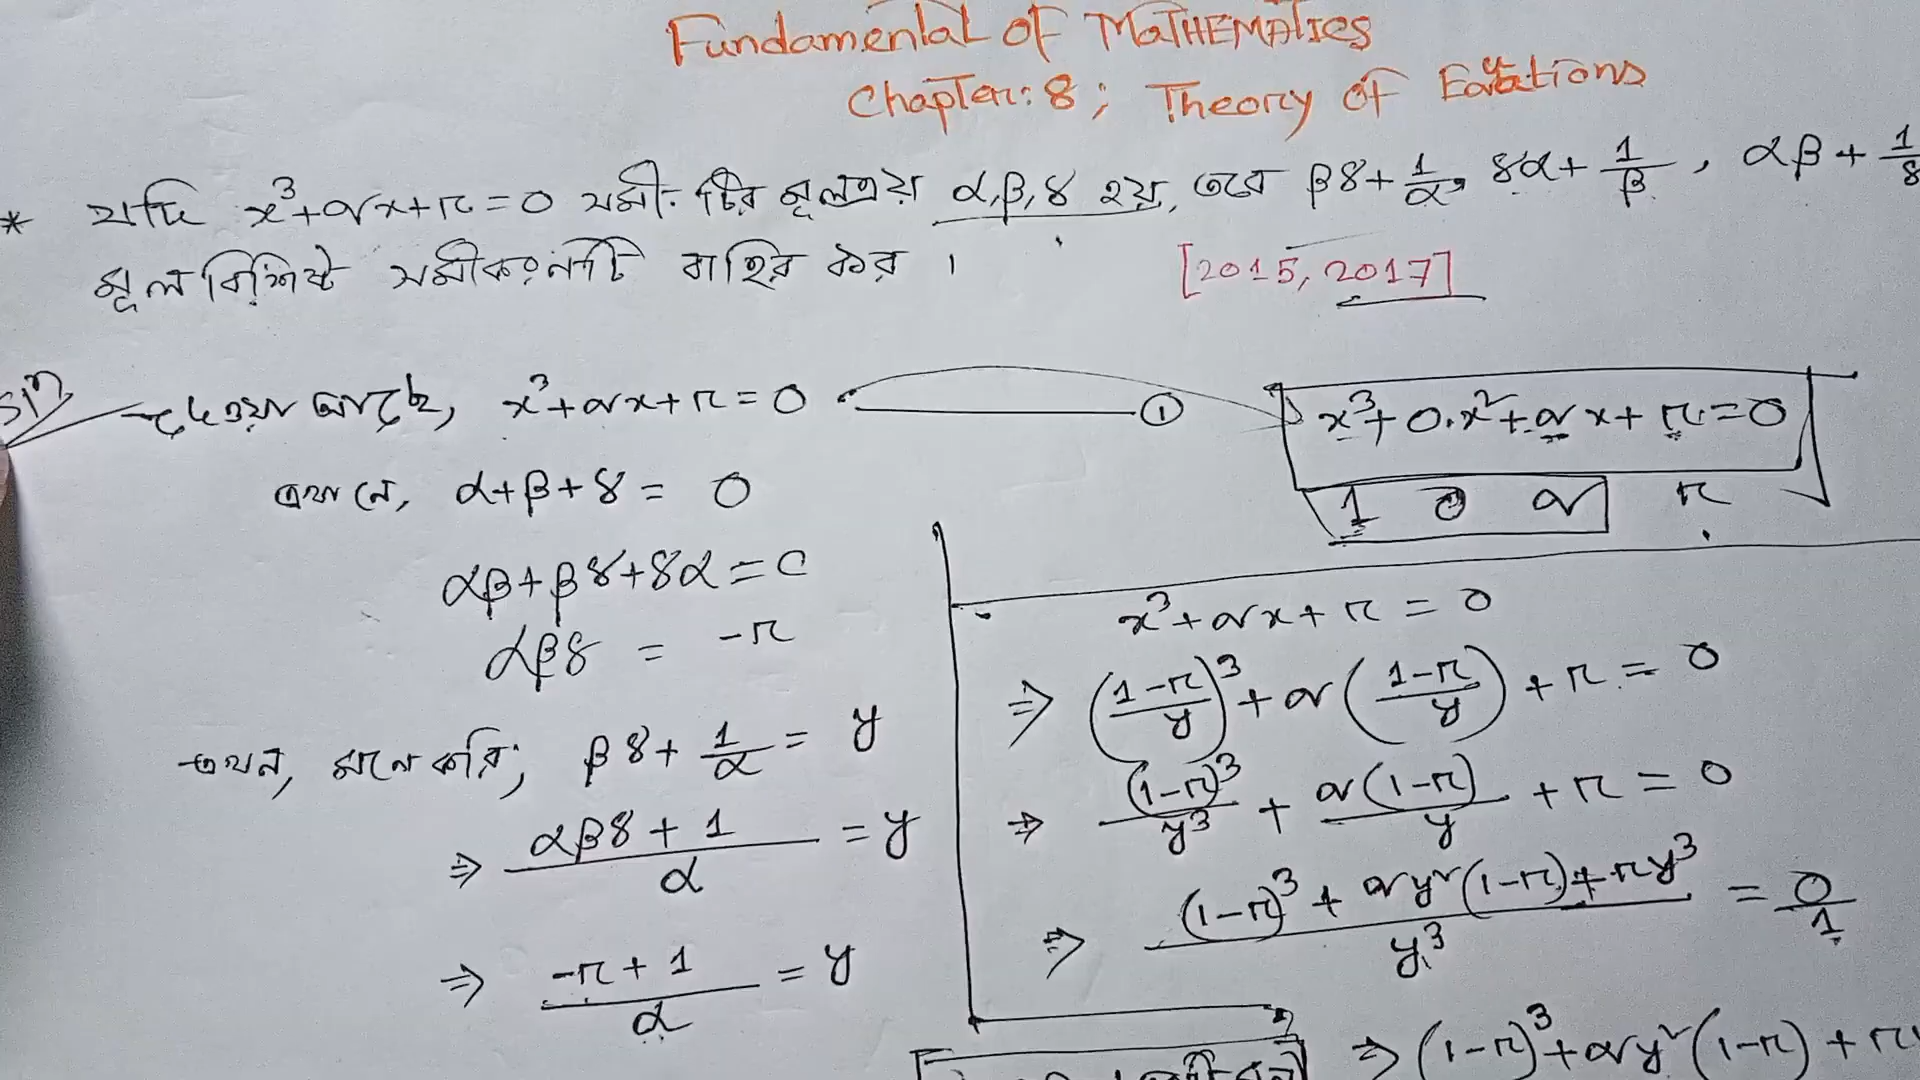 Fundamental of MATHEMATICS
Chapter: 8; Theory of Equations
* যদি x³+qx+r=0 সমী. টির মূলত্রয় α,β,γ হয়, তবে βγ+1/α, γα+1/β, αβ+1/γ
মূল বিশিষ্ট সমীকরণটি বাহির কর । [2015, 2017]
Sln দেওয়া আছে, x³+qx+r=0 ① x³+0.x²+qx+r=0
1 0 q r
এখানে, α+β+γ = 0
αβ+βγ+γα=c
αβγ = -r
এখন, মনে করি; βγ+1/α = y
⇒ (αβγ+1)/α = y
⇒ (-r+1)/α = y
x³+qx+r=0
⇒ ((1-r)/y)³+q((1-r)/y)+r=0
⇒ (1-r)³/y³ + q(1-r)/y + r = 0
⇒ ((1-r)³+qy²(1-r)+ry³)/y³ = 0/1
⇒ (1-r)³+qy²(1-r)+r